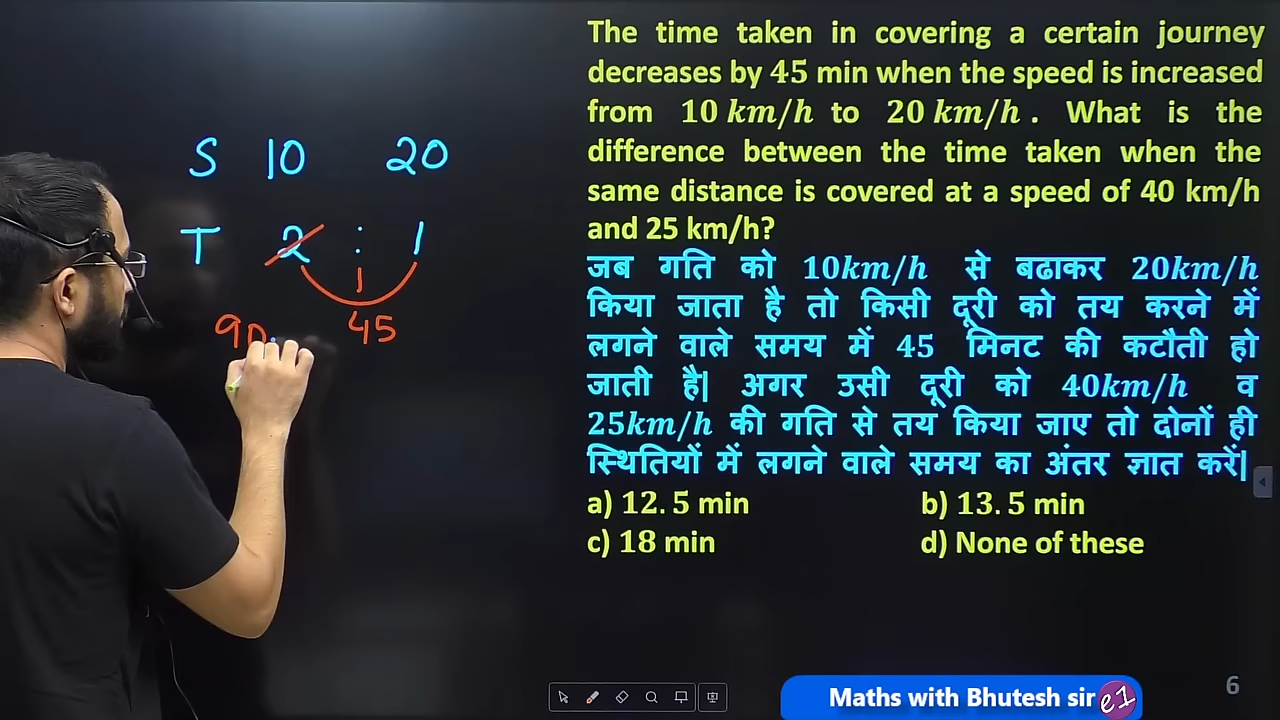 S 10 20
T 2 : 1
1
90 45
The time taken in covering a certain journey
decreases by 45 min when the speed is increased
from 10 km/h to 20 km/h. What is the
difference between the time taken when the
same distance is covered at a speed of 40 km/h
and 25 km/h?
जब गति को 10km/h से बढाकर 20km/h
किया जाता है तो किसी दूरी को तय करने में
लगने वाले समय में 45 मिनट की कटौती हो
जाती है| अगर उसी दूरी को 40km/h व
25km/h की गति से तय किया जाए तो दोनों ही
स्थितियों में लगने वाले समय का अंतर ज्ञात करें|
a) 12.5 min b) 13.5 min
c) 18 min d) None of these
Maths with Bhutesh sir e1
6